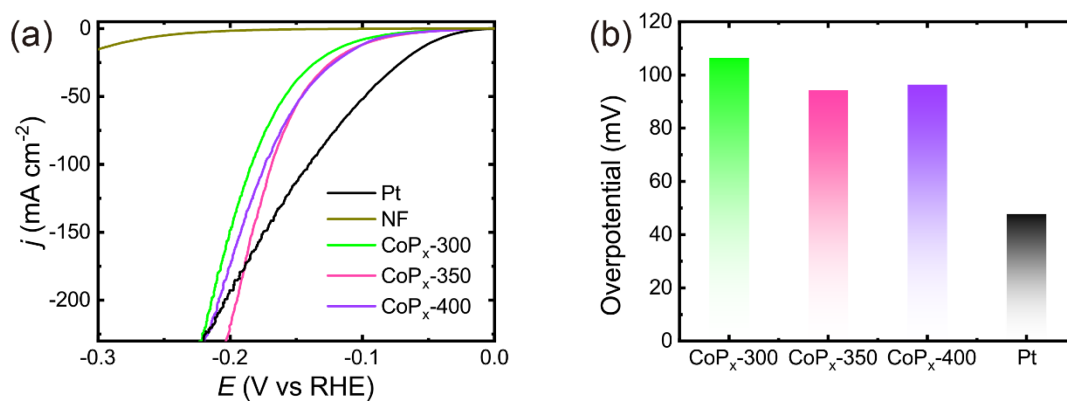 (a)
0
-50
-100
-150
-200
j (mA cm-2)
Pt
NF
CoPx-300
CoPx-350
CoPx-400
-0.3 -0.2 -0.1 0.0
E (V vs RHE)
(b)
120
100
80
60
40
20
0
Overpotential (mV)
CoPx-300 CoPx-350 CoPx-400 Pt